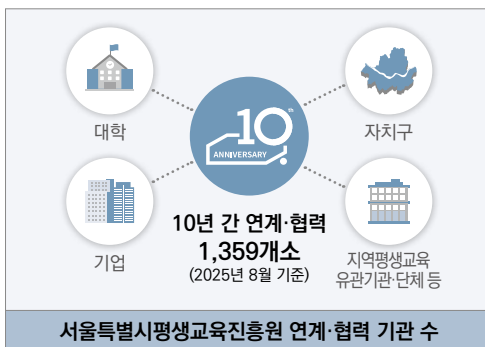 대학
자치구
10th
ANNIVERSARY
기업
10년 간 연계·협력
1,359개소
(2025년 8월 기준)
지역평생교육
유관기관·단체 등
서울특별시평생교육진흥원 연계·협력 기관 수